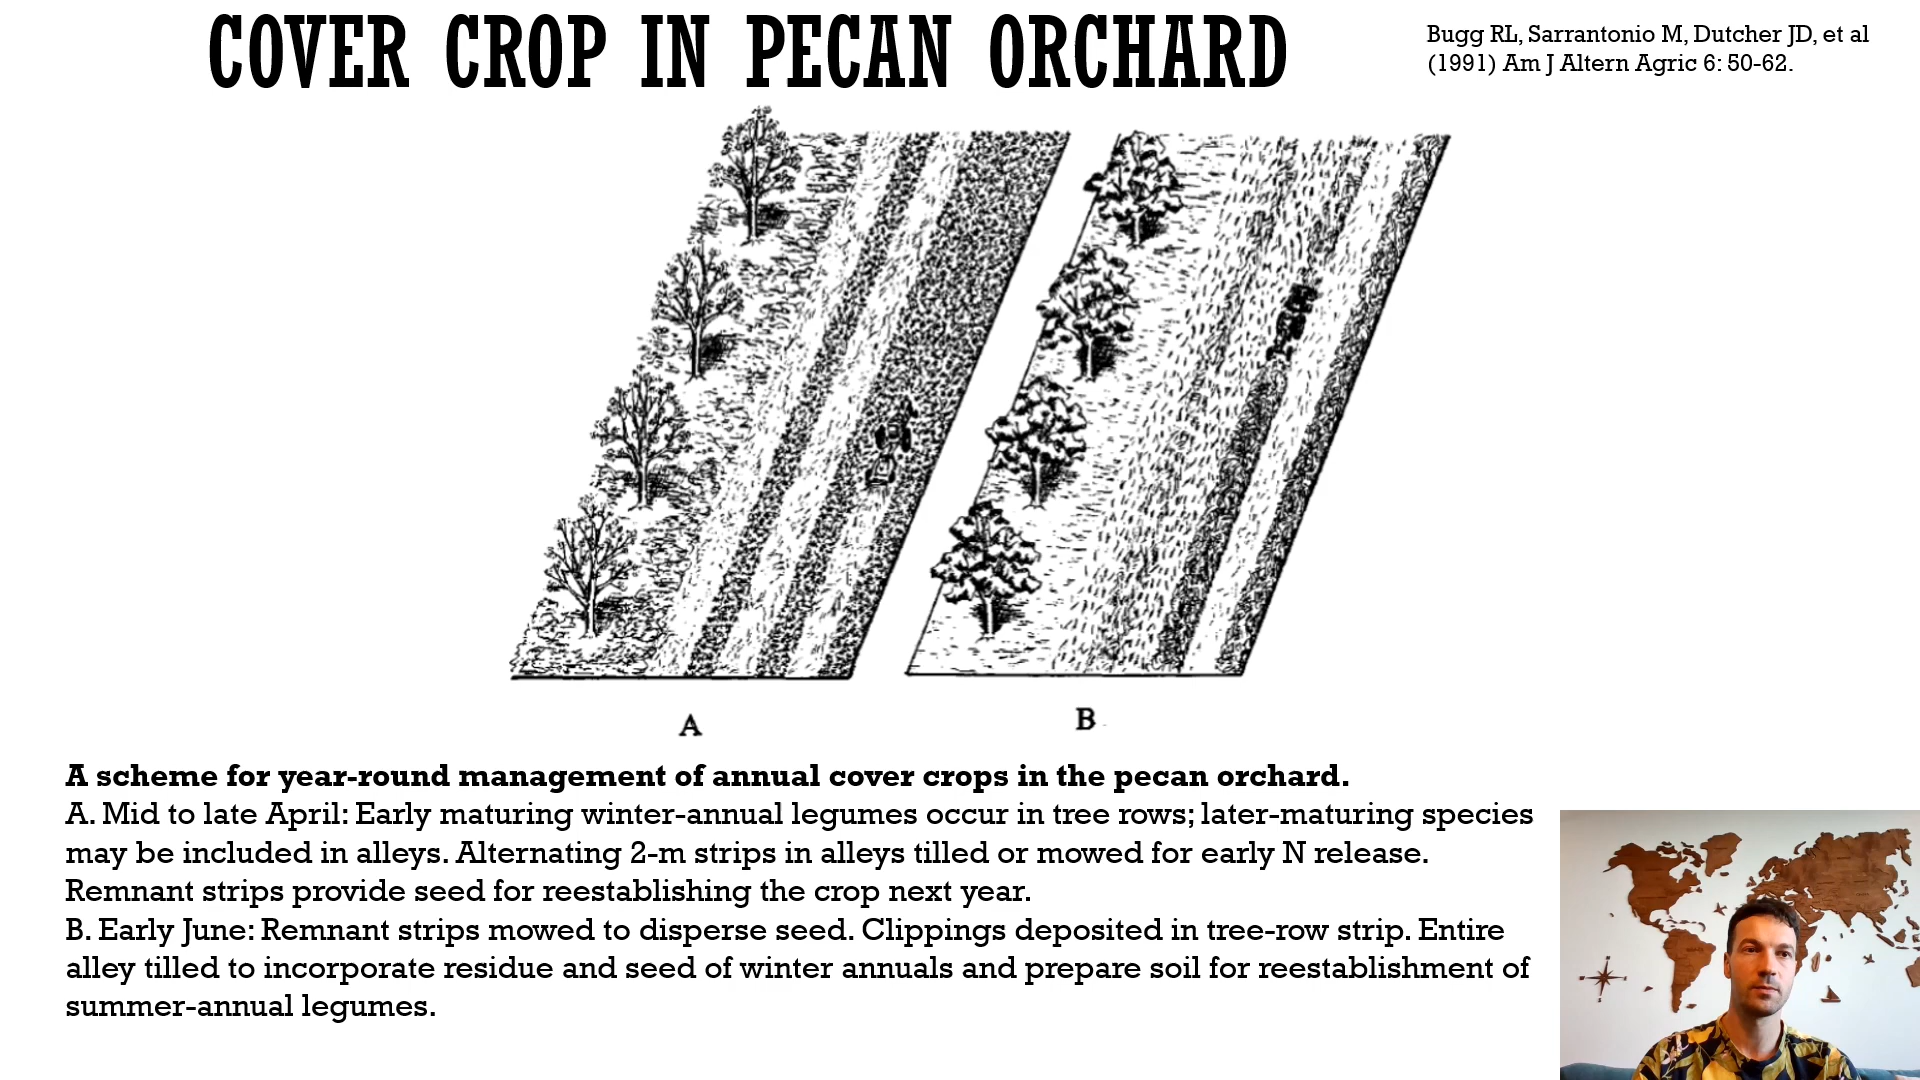 COVER CROP IN PECAN ORCHARD
Bugg RL, Sarrantonio M, Dutcher JD, et al
(1991) Am J Altern Agric 6: 50-62.
A
B
A scheme for year-round management of annual cover crops in the pecan orchard.
A. Mid to late April: Early maturing winter-annual legumes occur in tree rows; later-maturing species
may be included in alleys. Alternating 2-m strips in alleys tilled or mowed for early N release.
Remnant strips provide seed for reestablishing the crop next year.
B. Early June: Remnant strips mowed to disperse seed. Clippings deposited in tree-row strip. Entire
alley tilled to incorporate residue and seed of winter annuals and prepare soil for reestablishment of
summer-annual legumes.